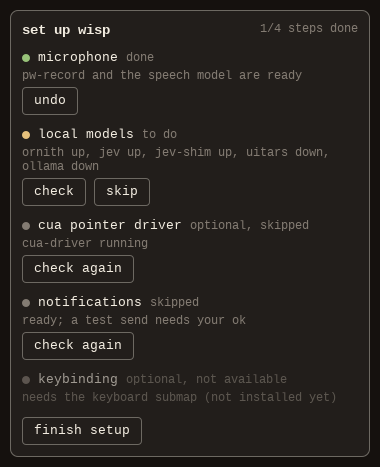 set up wisp 1/4 steps done
microphone done
pw-record and the speech model are ready
undo
local models to do
ornith up, jev up, jev-shim up, uitars down,
ollama down
check skip
cua pointer driver optional, skipped
cua-driver running
check again
notifications skipped
ready; a test send needs your ok
check again
keybinding optional, not available
needs the keyboard submap (not installed yet)
finish setup